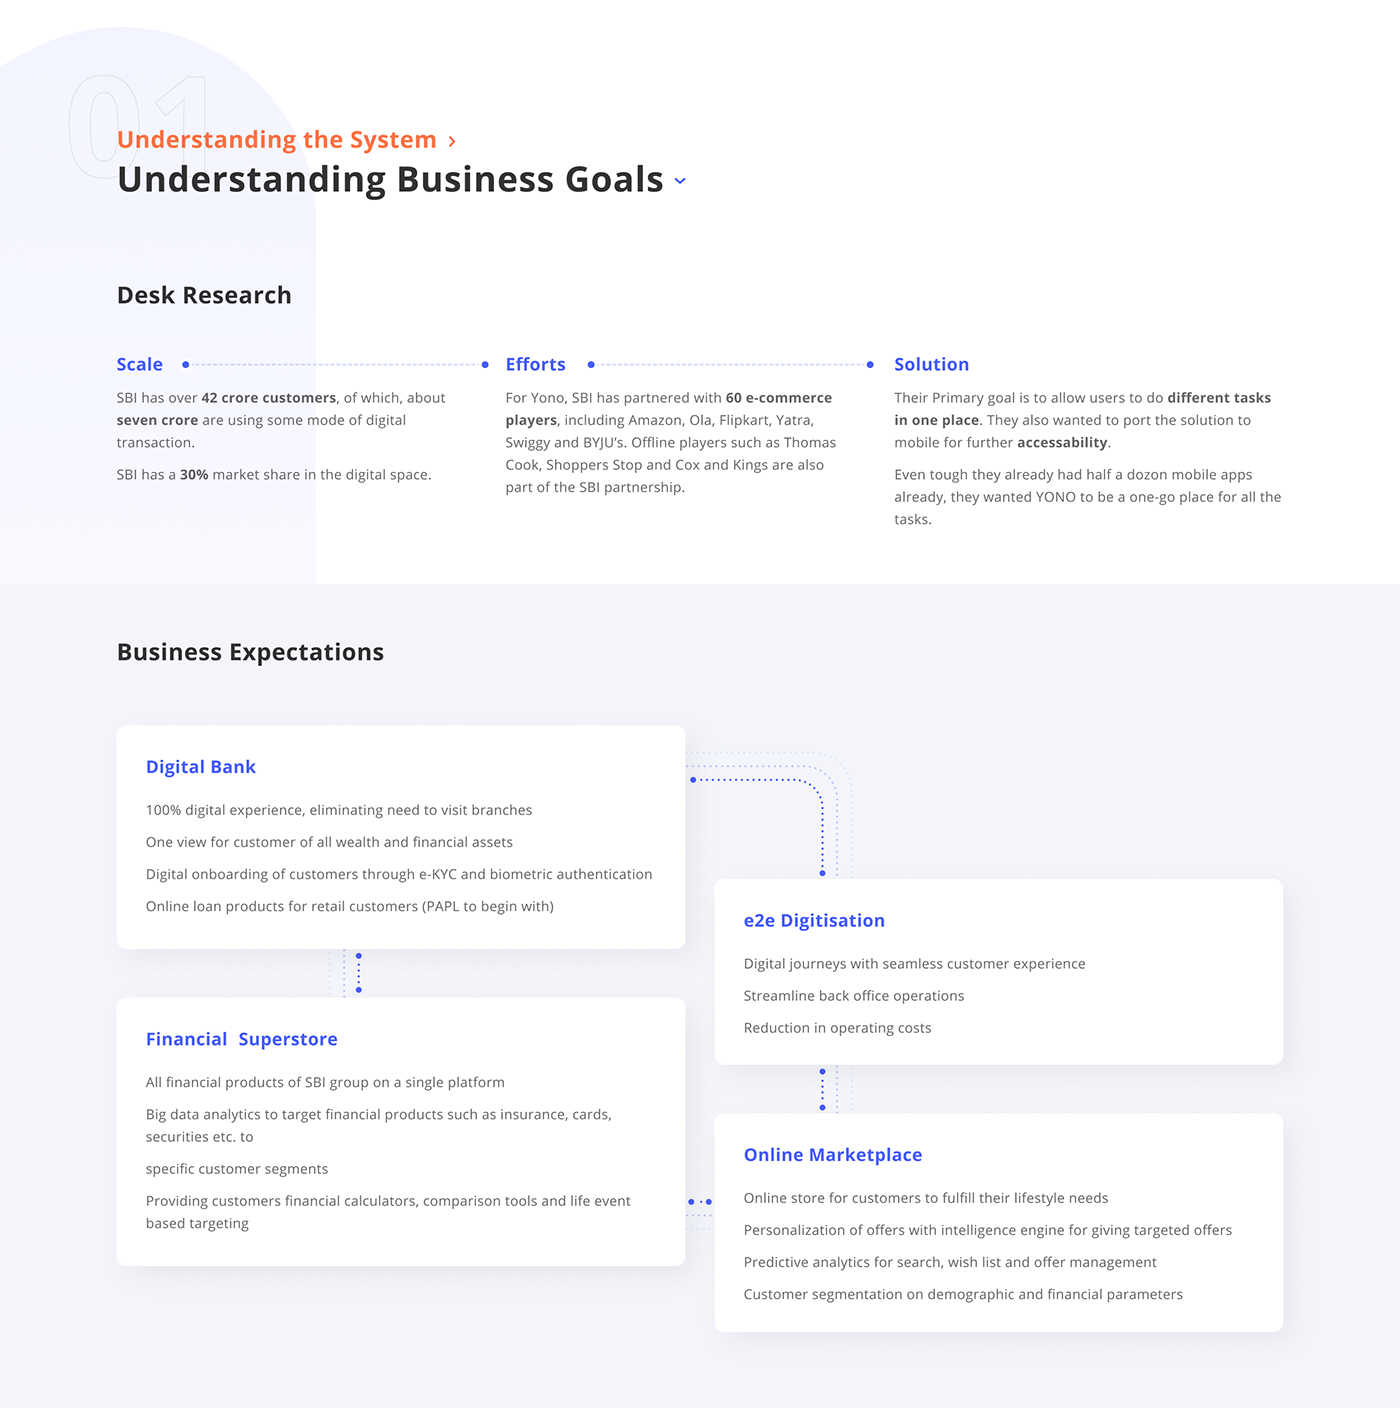 01
Understanding the System ›
Understanding Business Goals
Desk Research
Scale
SBI has over 42 crore customers, of which, about
seven crore are using some mode of digital
transaction.
SBI has a 30% market share in the digital space.
Efforts
For Yono, SBI has partnered with 60 e-commerce
players, including Amazon, Ola, Flipkart, Yatra,
Swiggy and BYJU’s. Offline players such as Thomas
Cook, Shoppers Stop and Cox and Kings are also
part of the SBI partnership.
Solution
Their Primary goal is to allow users to do different tasks
in one place. They also wanted to port the solution to
mobile for further accessability.
Even tough they already had half a dozon mobile apps
already, they wanted YONO to be a one-go place for all the
tasks.
Business Expectations
Digital Bank
100% digital experience, eliminating need to visit branches
One view for customer of all wealth and financial assets
Digital onboarding of customers through e-KYC and biometric authentication
Online loan products for retail customers (PAPL to begin with)
e2e Digitisation
Digital journeys with seamless customer experience
Streamline back office operations
Reduction in operating costs
Financial  Superstore
All financial products of SBI group on a single platform
Big data analytics to target financial products such as insurance, cards,
securities etc. to
specific customer segments
Providing customers financial calculators, comparison tools and life event
based targeting
Online Marketplace
Online store for customers to fulfill their lifestyle needs
Personalization of offers with intelligence engine for giving targeted offers
Predictive analytics for search, wish list and offer management
Customer segmentation on demographic and financial parameters